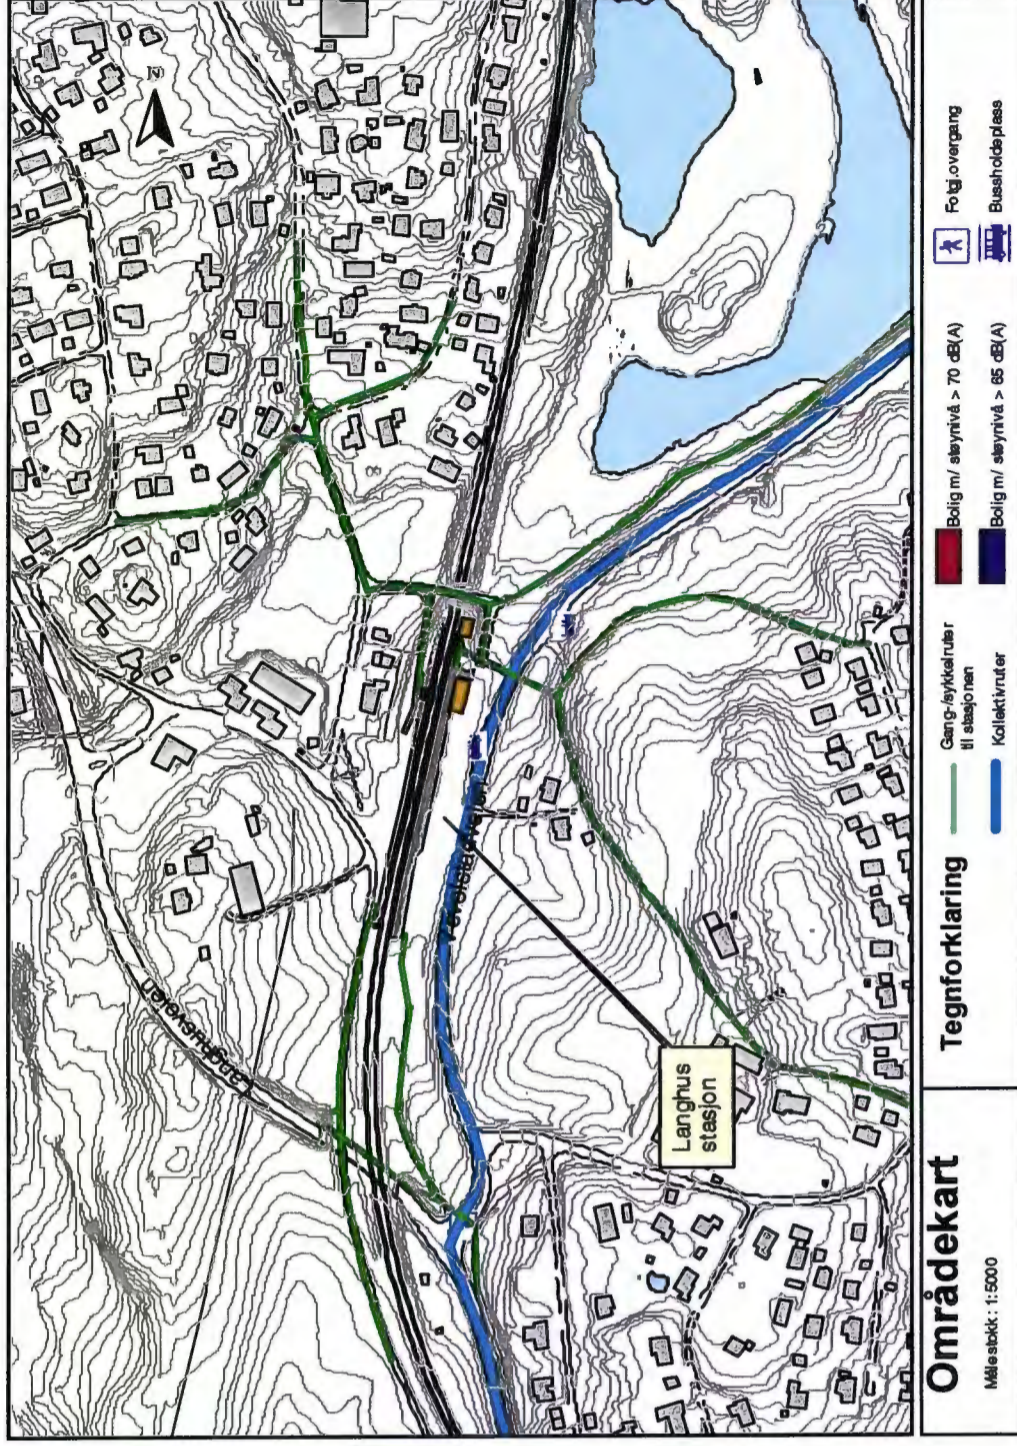 Langhusveien
Langhus
stasjon
Områdekart
Målestokk : 1:5000
Tegnforklaring
Gang-/sykkelruter
til stasjonen
Kollektivruter
Bolig m/ støynivå > 70 dB(A)
Bolig m/ støynivå > 65 dB(A)
Fotgj.overgang
Bussholdeplass